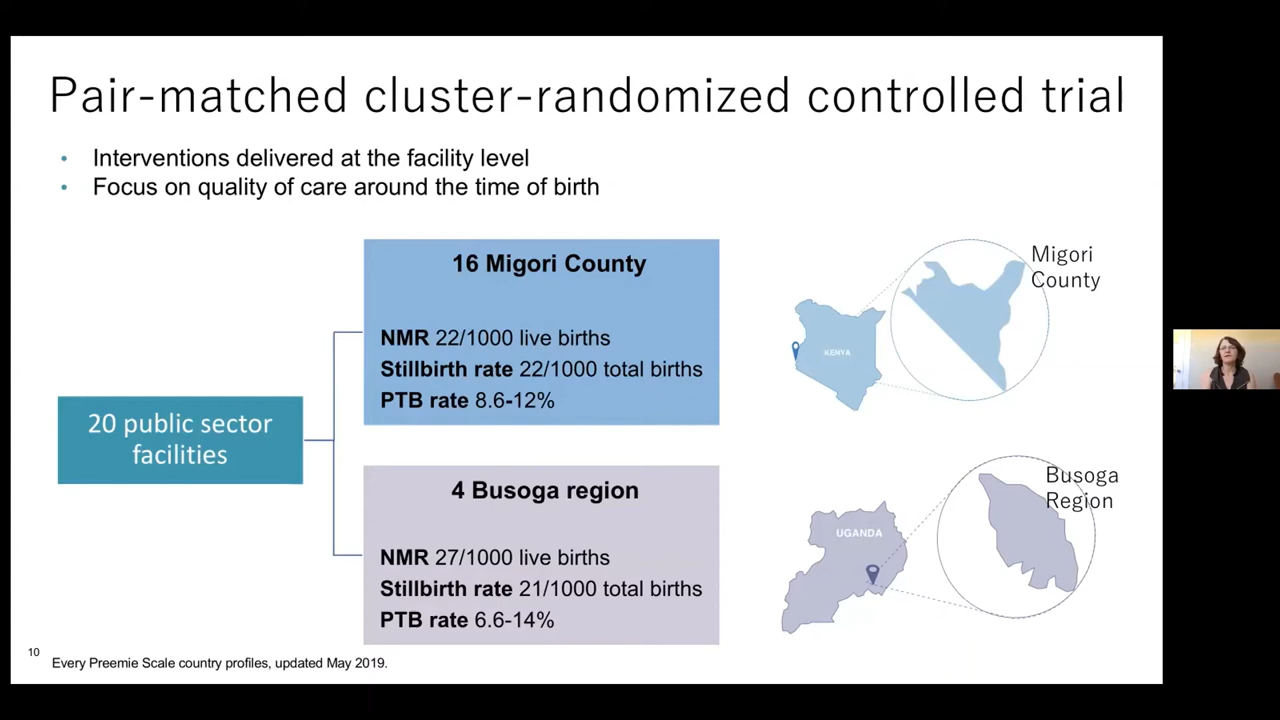 Pair-matched cluster-randomized controlled trial
• Interventions delivered at the facility level
• Focus on quality of care around the time of birth
20 public sector
facilities
16 Migori County
NMR 22/1000 live births
Stillbirth rate 22/1000 total births
PTB rate 8.6-12%
4 Busoga region
NMR 27/1000 live births
Stillbirth rate 21/1000 total births
PTB rate 6.6-14%
KENYA
Migori
County
UGANDA
Busoga
Region
10
Every Preemie Scale country profiles, updated May 2019.